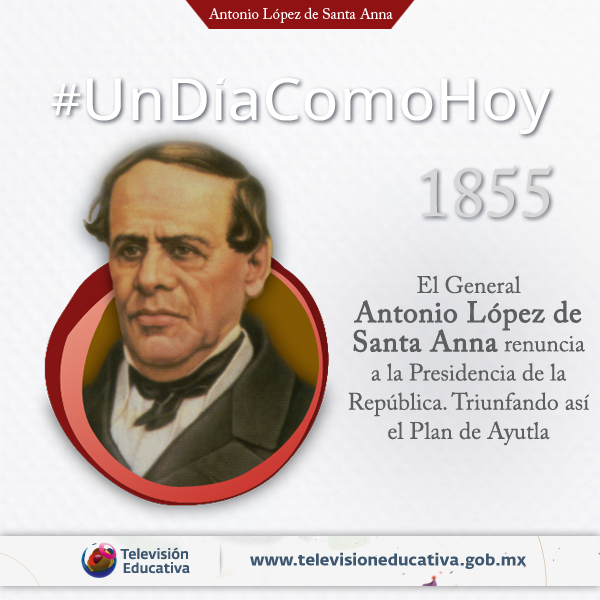 Antonio López de Santa Anna
#UnDiaComoHoy
1855
El General
Antonio López de
Santa Anna renuncia
a la Presidencia de la
República. Triunfando así
el Plan de Ayutla
Televisión
Educativa
www.televisioneducativa.gob.mx